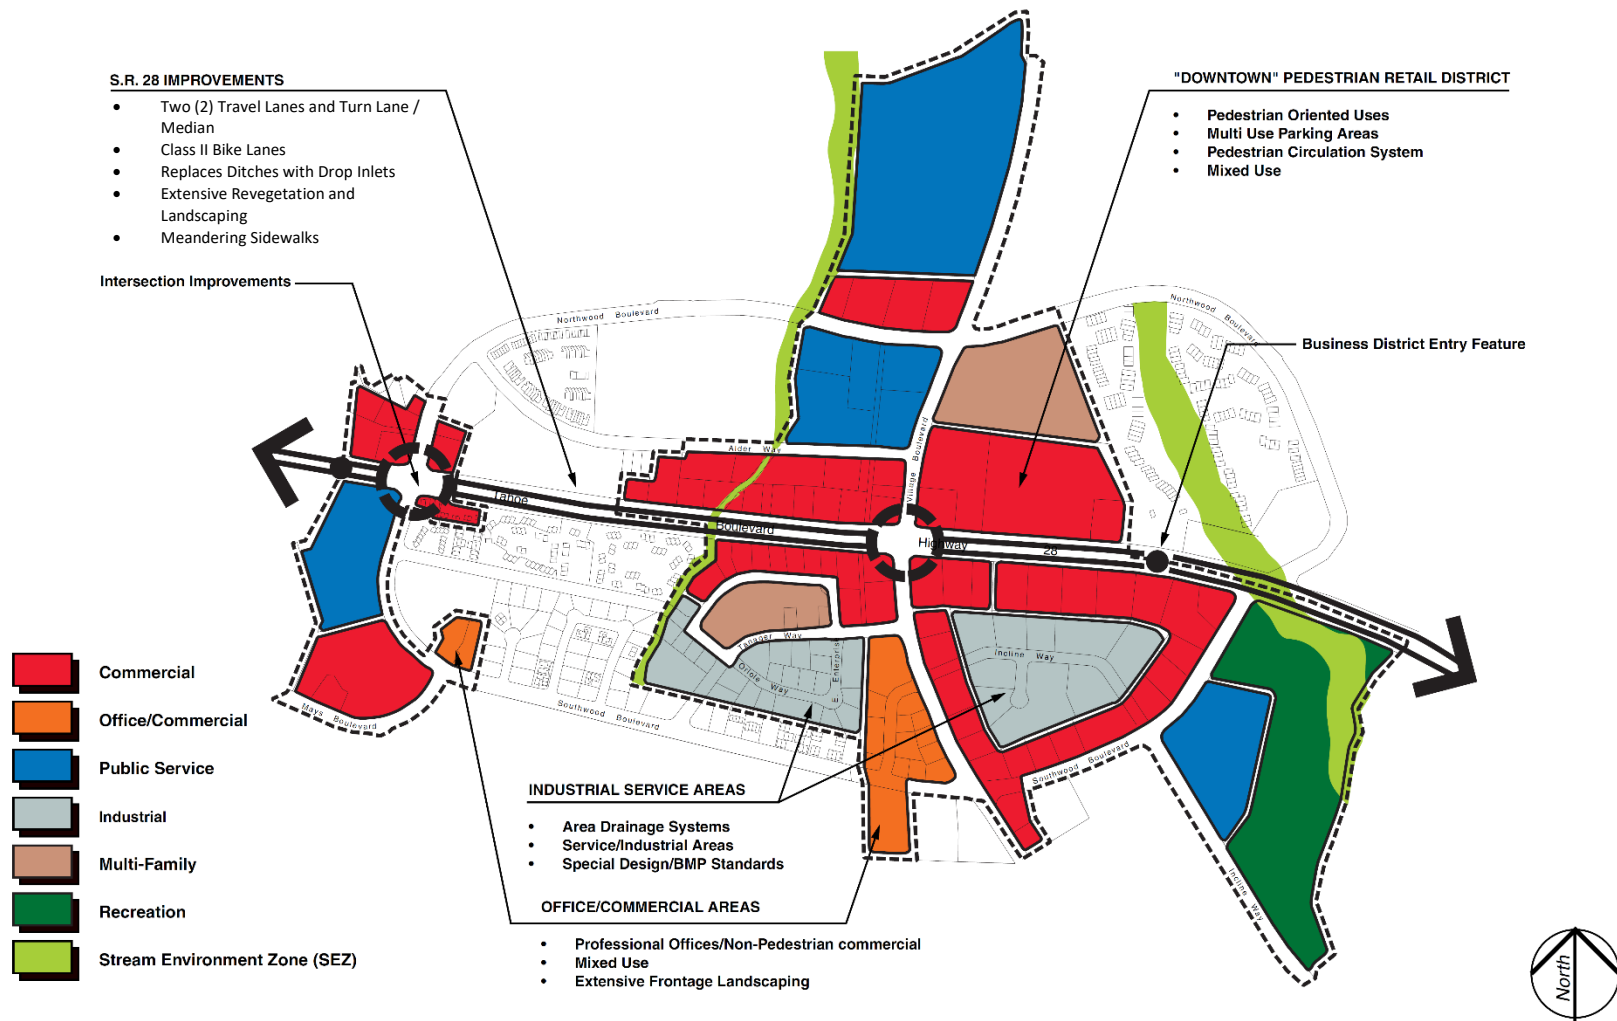 S.R. 28 IMPROVEMENTS
• Two (2) Travel Lanes and Turn Lane /
Median
• Class II Bike Lanes
• Replaces Ditches with Drop Inlets
• Extensive Revegetation and
Landscaping
• Meandering Sidewalks
Intersection Improvements
"DOWNTOWN" PEDESTRIAN RETAIL DISTRICT
• Pedestrian Oriented Uses
• Multi Use Parking Areas
• Pedestrian Circulation System
• Mixed Use
Business District Entry Feature
Northwood Boulevard
Northwood Boulevard
Alder Way
Village Boulevard
Tahoe
Boulevard
Highway
28
Tanager Way
Oriole Way
Enterprise
Incline Way
Southwood Boulevard
Southwood Boulevard
Mays Boulevard
Incline Way
Commercial
Office/Commercial
Public Service
Industrial
Multi-Family
Recreation
Stream Environment Zone (SEZ)
INDUSTRIAL SERVICE AREAS
• Area Drainage Systems
• Service/Industrial Areas
• Special Design/BMP Standards
OFFICE/COMMERCIAL AREAS
• Professional Offices/Non-Pedestrian commercial
• Mixed Use
• Extensive Frontage Landscaping
North